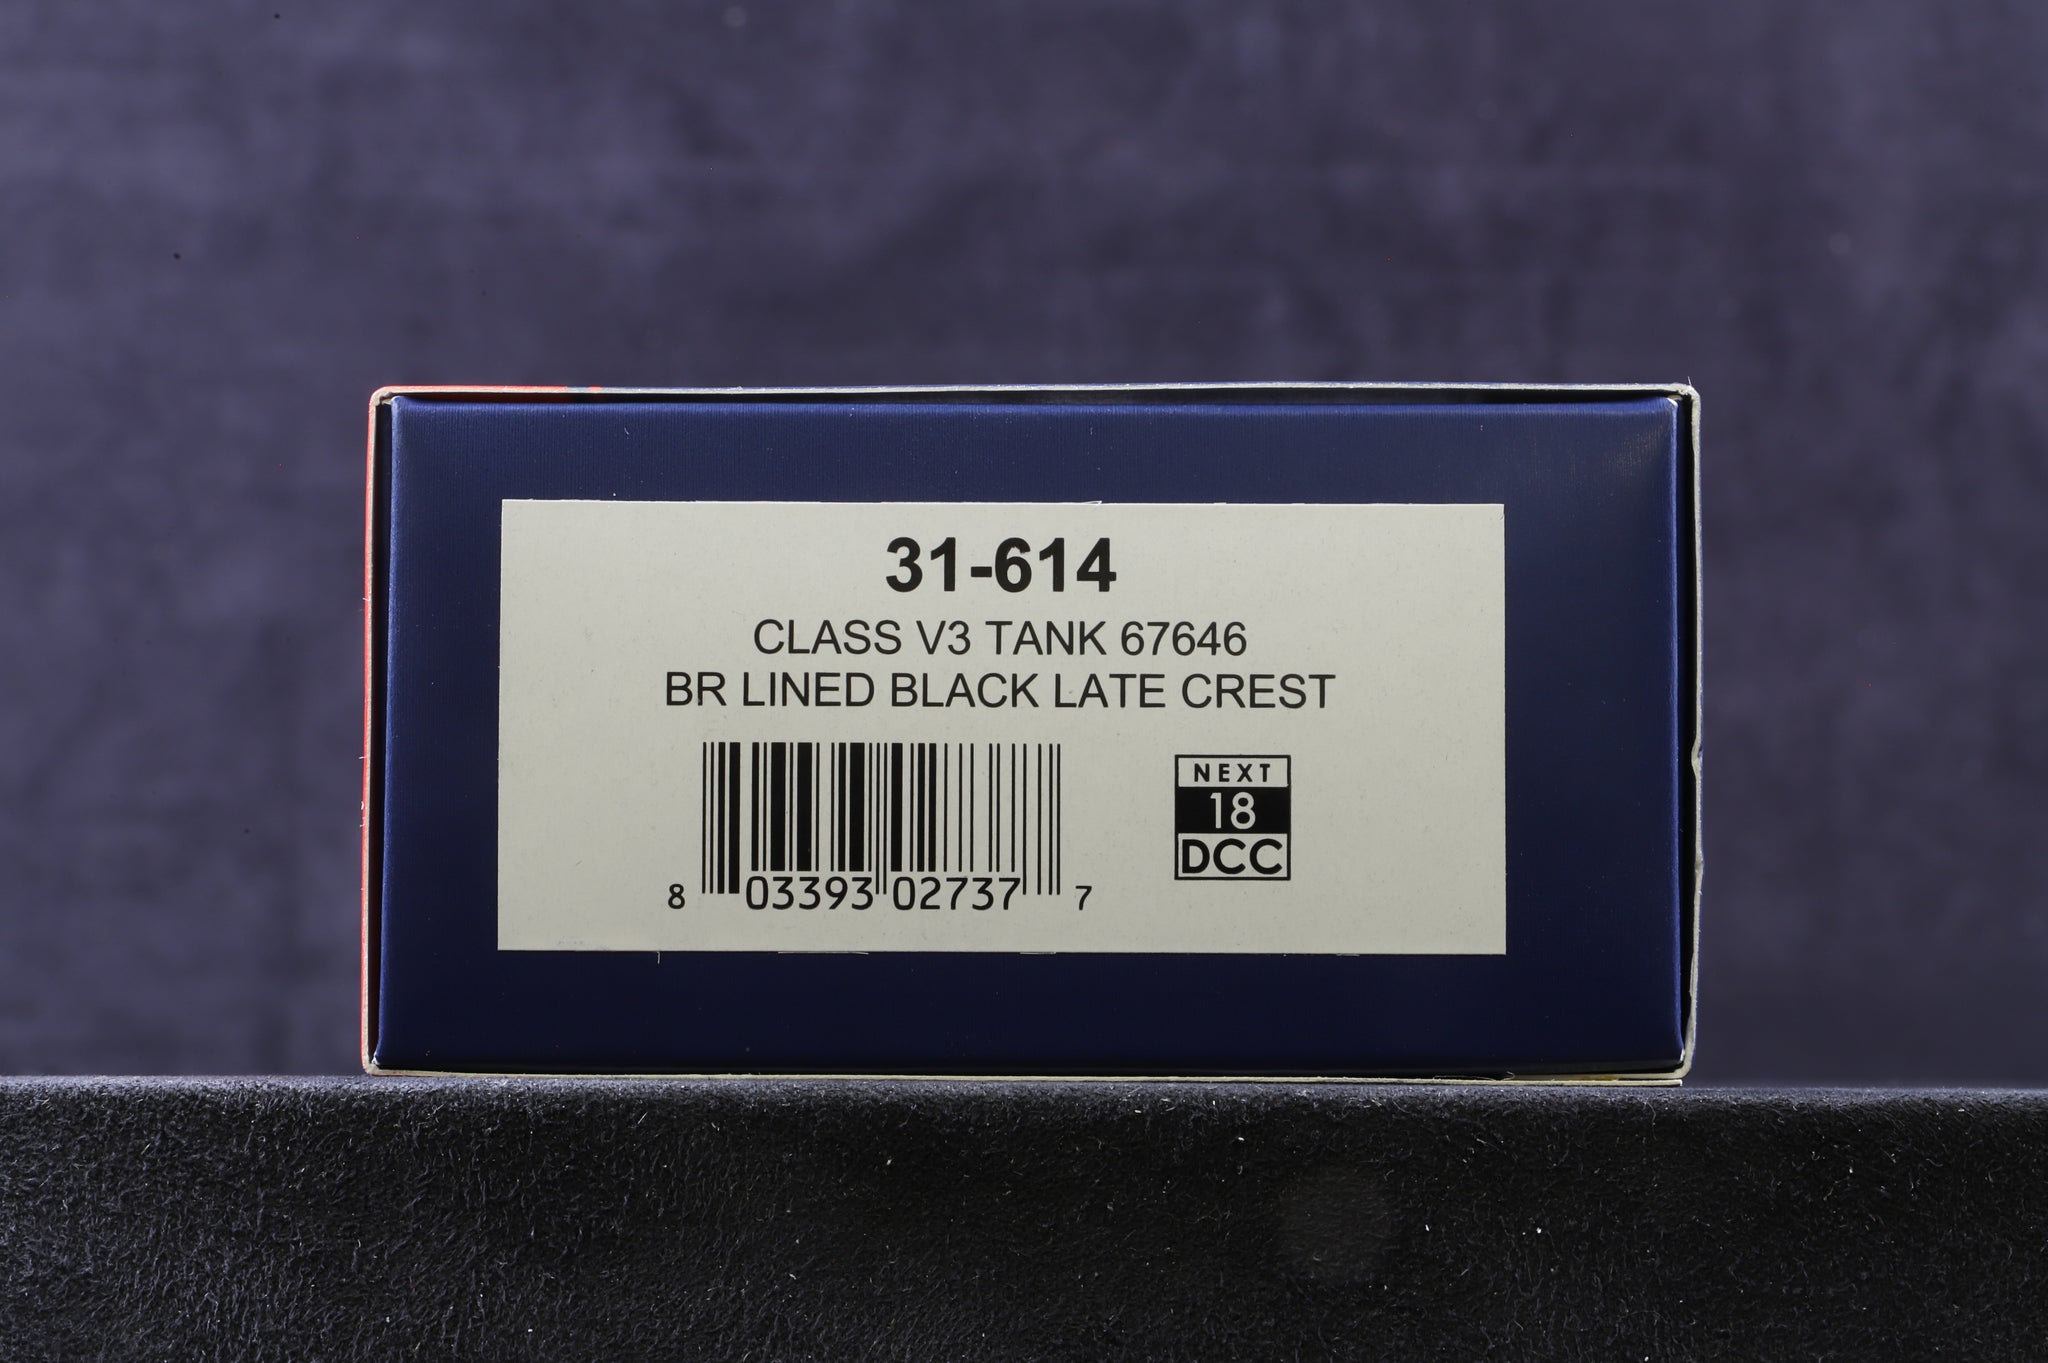 31-614
CLASS V3 TANK 67646
BR LINED BLACK LATE CREST
8 03393 02737 7
NEXT
18
DCC